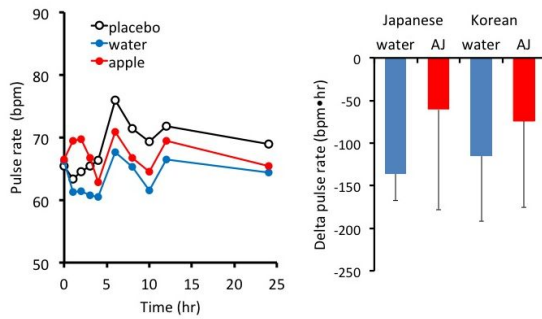 90
80
70
60
50
Pulse rate (bpm)
placebo
water
apple
0 5 10 15 20 25
Time (hr)
Japanese Korean
water AJ water AJ
0
-50
-100
-150
-200
-250
Delta pulse rate (bpm•hr)